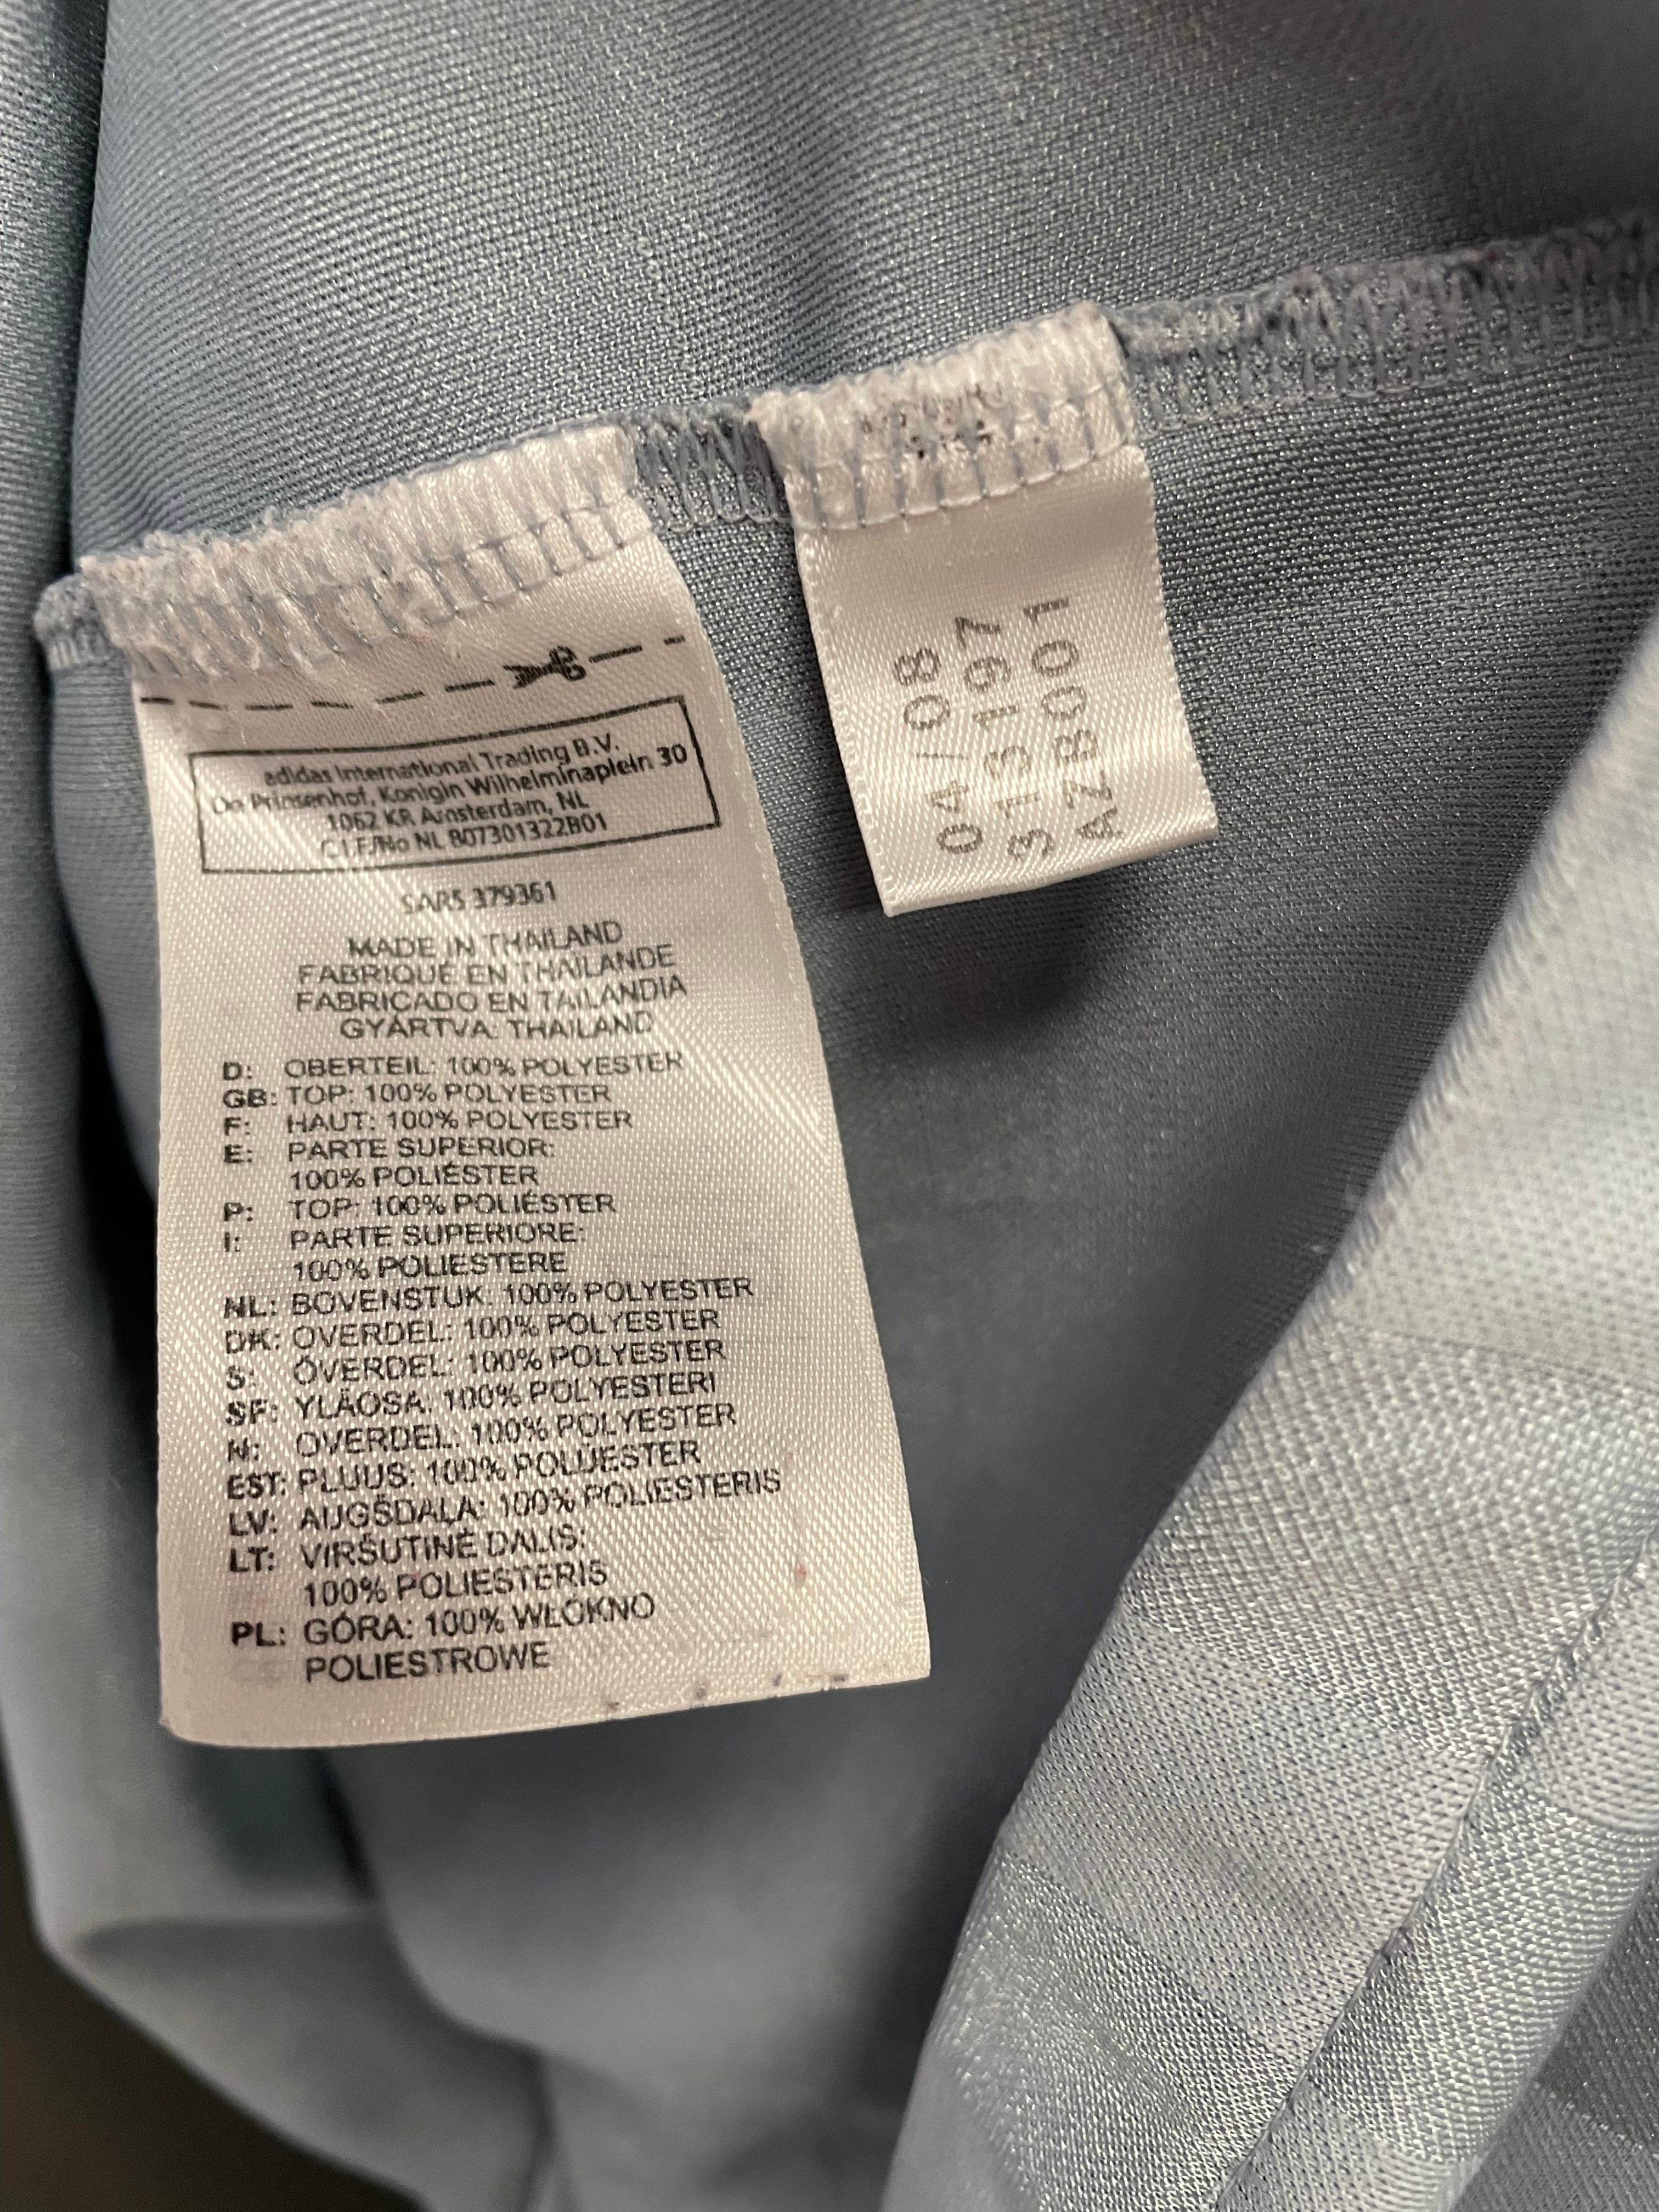 adidas International Trading B.V.
De Prinsenhof, Konigin Wilhelminaplein 30
1062 KR Amsterdam, NL
C.I.F./No NL 807301322B01
SARS 379361
MADE IN THAILAND
FABRIQUÉ EN THAÏLANDE
FABRICADO EN TAILANDIA
GYÁRTVA: THAILAND
D: OBERTEIL: 100% POLYESTER
GB: TOP: 100% POLYESTER
F: HAUT: 100% POLYESTER
E: PARTE SUPERIOR:
100% POLIÉSTER
P: TOP: 100% POLIÉSTER
I: PARTE SUPERIORE:
100% POLIESTERE
NL: BOVENSTUK: 100% POLYESTER
DK: OVERDEL: 100% POLYESTER
S: ÖVERDEL: 100% POLYESTER
SF: YLÄOSA: 100% POLYESTERI
N: OVERDEL: 100% POLYESTER
EST: PLUUS: 100% POLÜESTER
LV: AUGŠDAĻA: 100% POLIESTERIS
LT: VIRŠUTINĖ DALIS:
100% POLIESTERIS
PL: GÓRA: 100% WŁÓKNO
POLIESTROWE
04/08
313197
AZB001